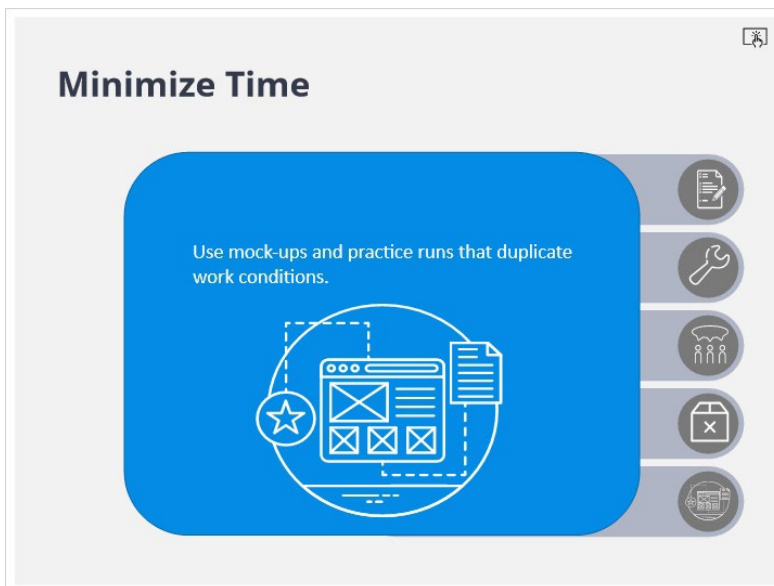 Minimize Time
Use mock-ups and practice runs that duplicate
work conditions.